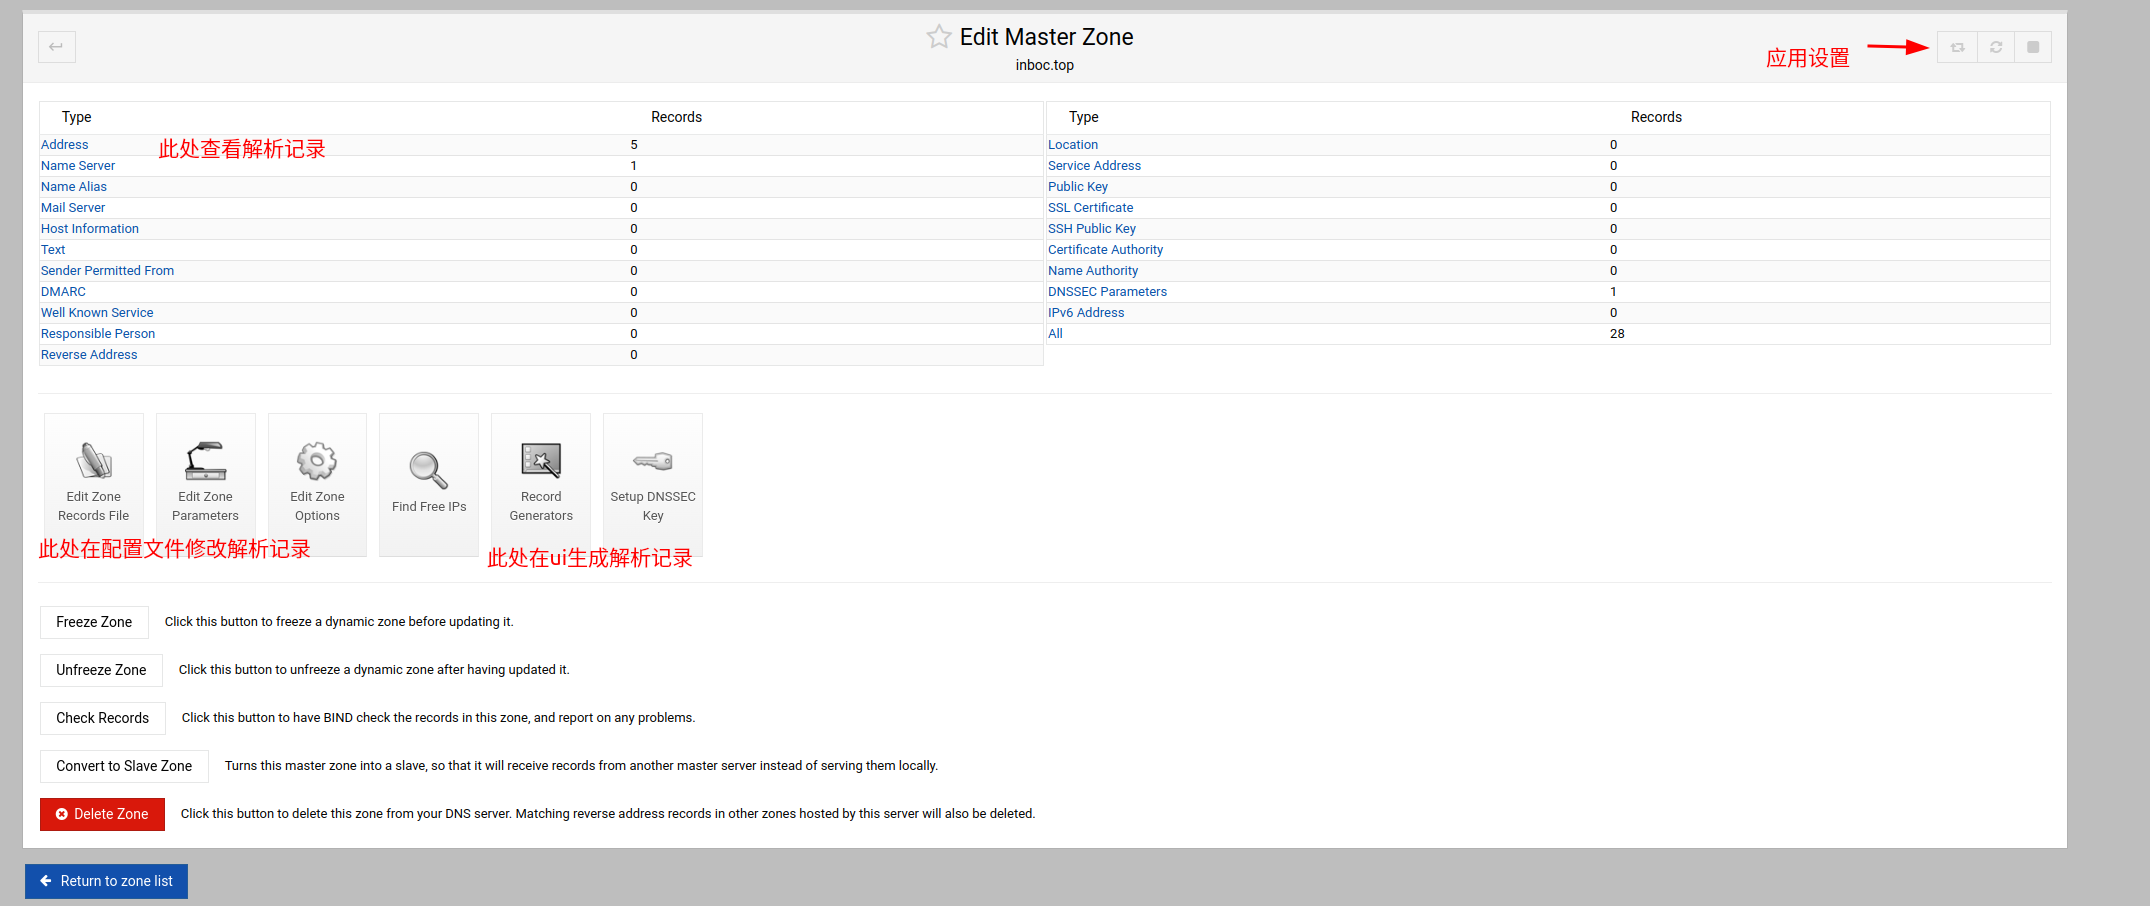 Edit Master Zone
inboc.top
应用设置
Type Records
Address 5
此处查看解析记录
Name Server 1
Name Alias 0
Mail Server 0
Host Information 0
Text 0
Sender Permitted From 0
DMARC 0
Well Known Service 0
Responsible Person 0
Reverse Address 0
Type Records
Location 0
Service Address 0
Public Key 0
SSL Certificate 0
SSH Public Key 0
Certificate Authority 0
Name Authority 0
DNSSEC Parameters 1
IPv6 Address 0
All 28
Edit Zone
Records File
Edit Zone
Parameters
Edit Zone
Options
Find Free IPs
Record
Generators
Setup DNSSEC
Key
此处在配置文件修改解析记录
此处在ui生成解析记录
Freeze Zone Click this button to freeze a dynamic zone before updating it.
Unfreeze Zone Click this button to unfreeze a dynamic zone after having updated it.
Check Records Click this button to have BIND check the records in this zone, and report on any problems.
Convert to Slave Zone Turns this master zone into a slave, so that it will receive records from another master server instead of serving them locally.
Delete Zone Click this button to delete this zone from your DNS server. Matching reverse address records in other zones hosted by this server will also be deleted.
Return to zone list